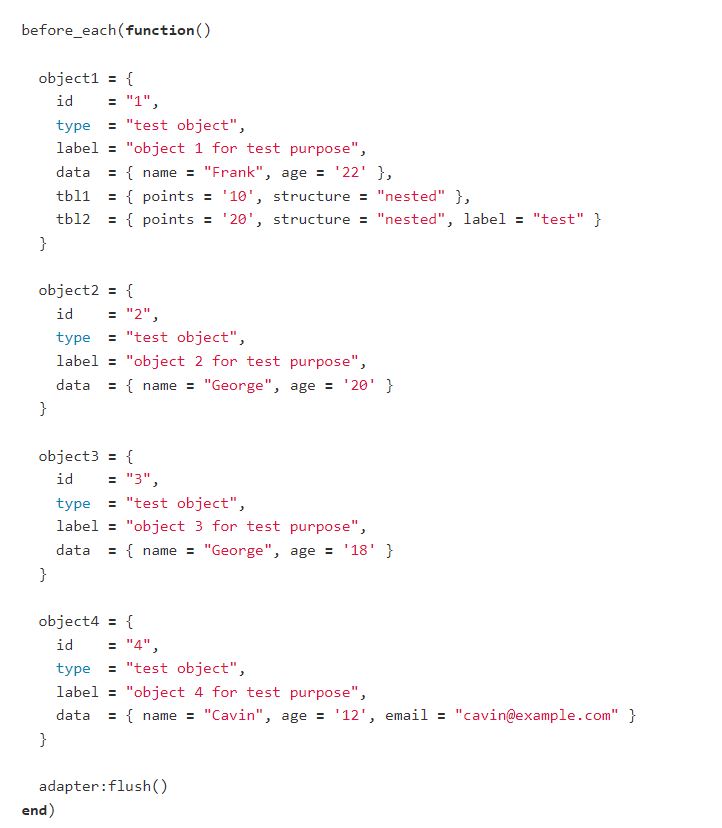 before_each(function()

  object1 = {
    id    = "1",
    type  = "test object",
    label = "object 1 for test purpose",
    data  = { name = "Frank", age = '22' },
    tbl1  = { points = '10', structure = "nested" },
    tbl2  = { points = '20', structure = "nested", label = "test" }
  }

  object2 = {
    id    = "2",
    type  = "test object",
    label = "object 2 for test purpose",
    data  = { name = "George", age = '20' }
  }

  object3 = {
    id    = "3",
    type  = "test object",
    label = "object 3 for test purpose",
    data  = { name = "George", age = '18' }
  }

  object4 = {
    id    = "4",
    type  = "test object",
    label = "object 4 for test purpose",
    data  = { name = "Cavin", age = '12', email = "cavin@example.com" }
  }

  adapter:flush()
end)